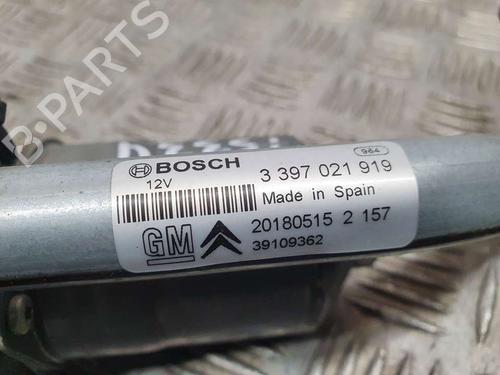 BOSCH 3 397 021 919
984
12V
Made in Spain
GM
20180515 2 157
39109362
B-PARTS